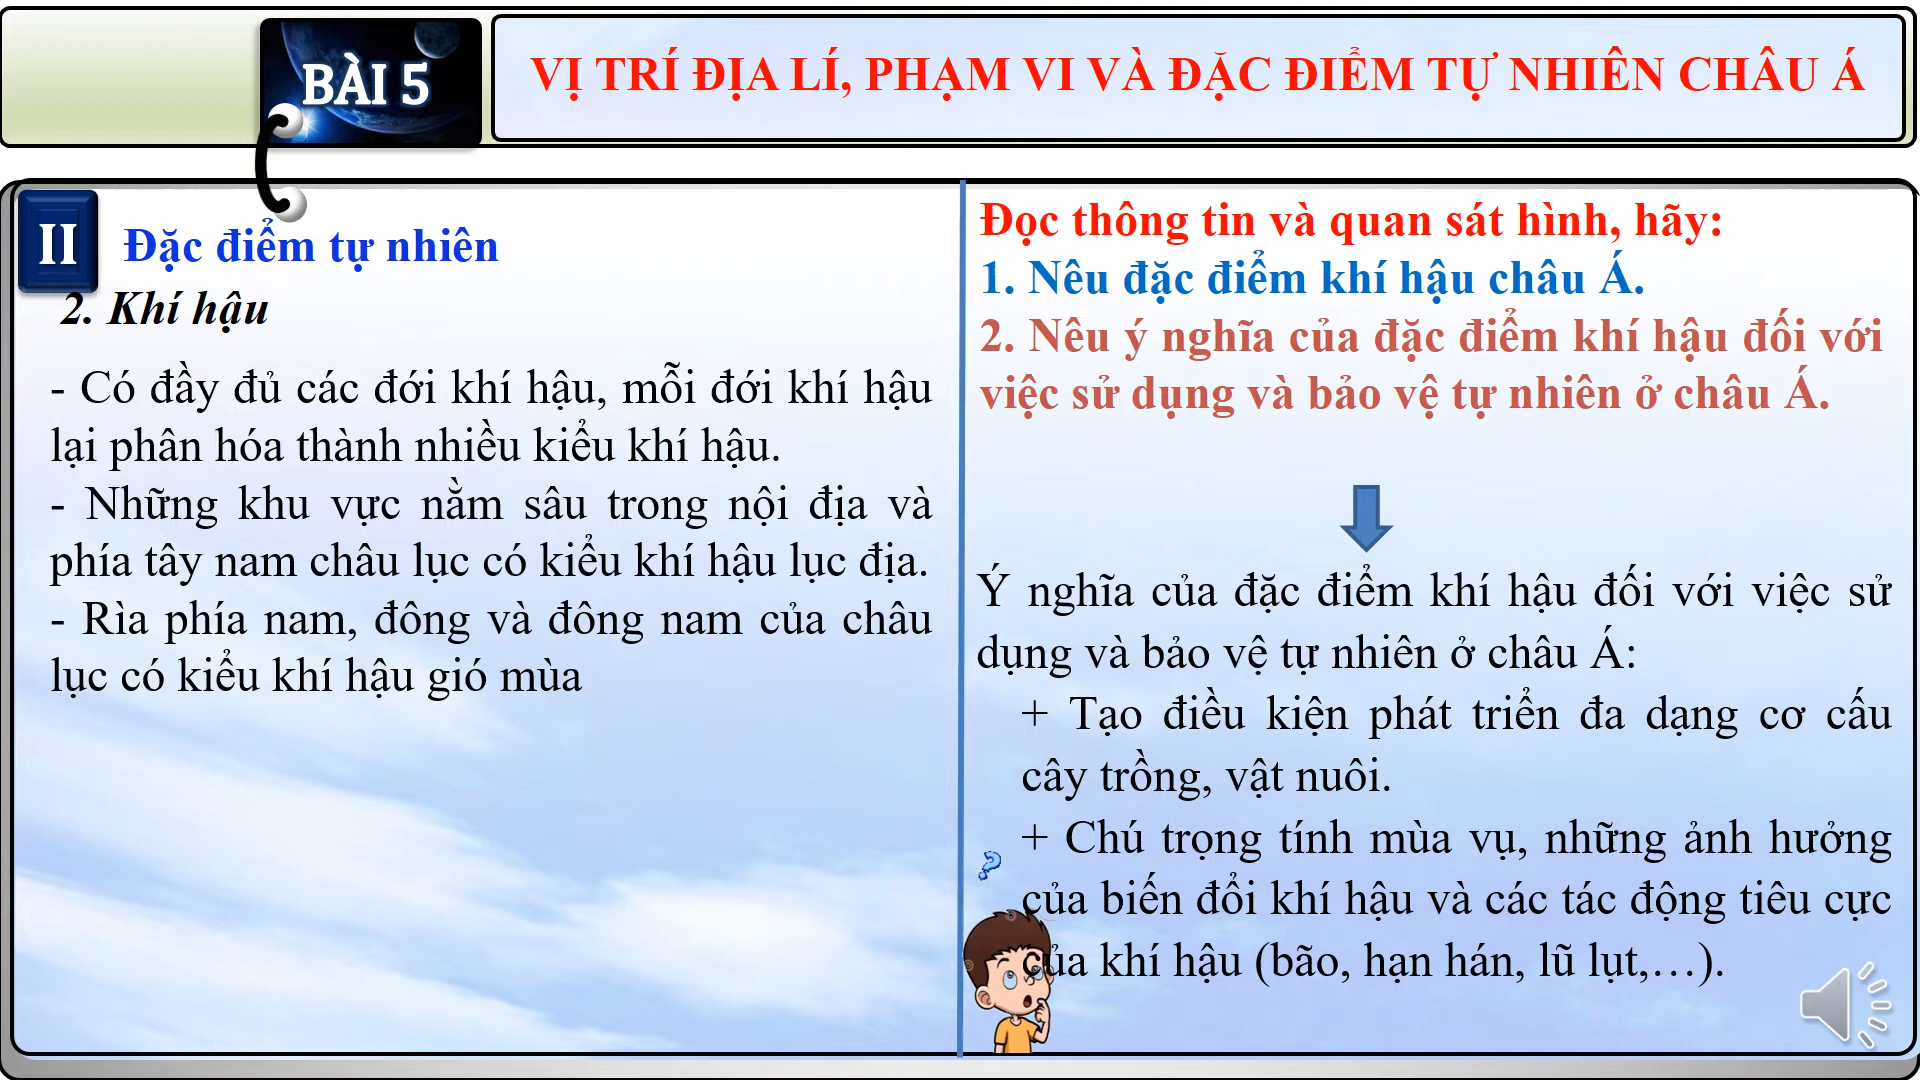 BÀI 5
VỊ TRÍ ĐỊA LÍ, PHẠM VI VÀ ĐẶC ĐIỂM TỰ NHIÊN CHÂU Á
II
Đặc điểm tự nhiên
2. Khí hậu
- Có đầy đủ các đới khí hậu, mỗi đới khí hậu
lại phân hóa thành nhiều kiểu khí hậu.
- Những khu vực nằm sâu trong nội địa và
phía tây nam châu lục có kiểu khí hậu lục địa.
- Rìa phía nam, đông và đông nam của châu
lục có kiểu khí hậu gió mùa
Đọc thông tin và quan sát hình, hãy:
1. Nêu đặc điểm khí hậu châu Á.
2. Nêu ý nghĩa của đặc điểm khí hậu đối với
việc sử dụng và bảo vệ tự nhiên ở châu Á.
Ý nghĩa của đặc điểm khí hậu đối với việc sử
dụng và bảo vệ tự nhiên ở châu Á:
+ Tạo điều kiện phát triển đa dạng cơ cấu
cây trồng, vật nuôi.
+ Chú trọng tính mùa vụ, những ảnh hưởng
của biến đổi khí hậu và các tác động tiêu cực
của khí hậu (bão, hạn hán, lũ lụt,…).